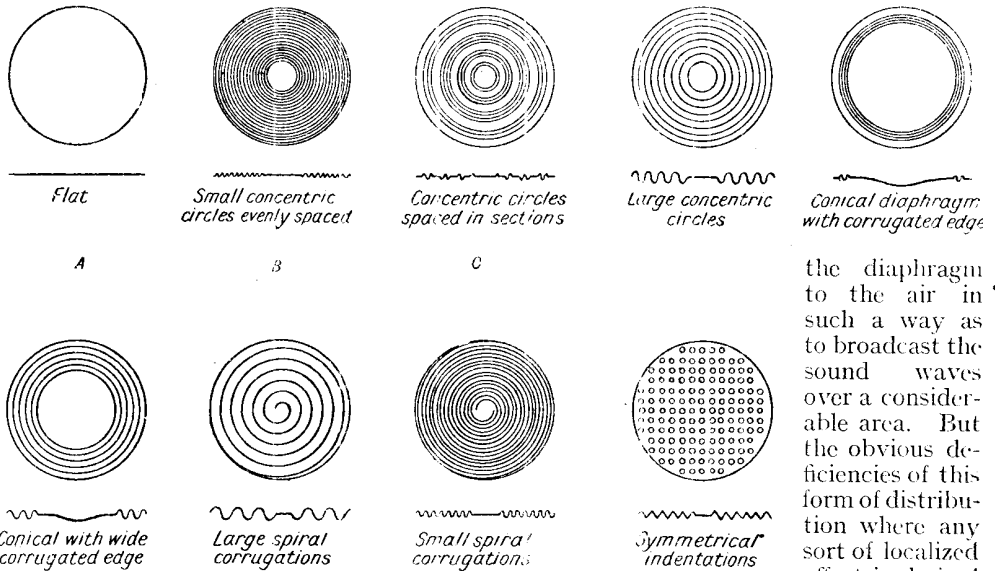 Flat
Small concentric
circles evenly spaced
Concentric circles
spaced in sections
Large concentric
circles
Conical diaphragm
with corrugated edge
A
B
C
Conical with wide
corrugated edge
Large spiral
corrugations
Small spiral
corrugations
Symmetrical
indentations
the diaphragm
to the air in
such a way as
to broadcast the
sound waves
over a consider-
able area. But
the obvious de-
ficiencies of this
form of distribu-
tion where any
sort of localized